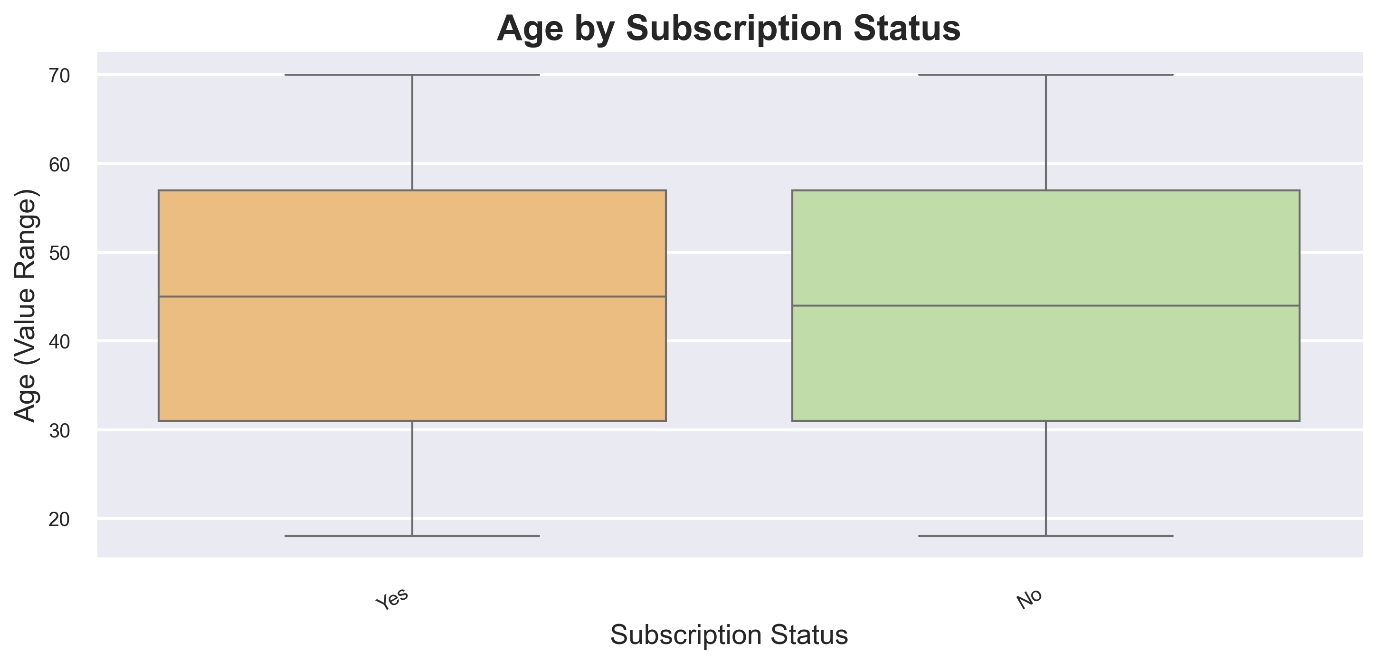 Age by Subscription Status
Age (Value Range)
70
60
50
40
30
20
Yes
No
Subscription Status